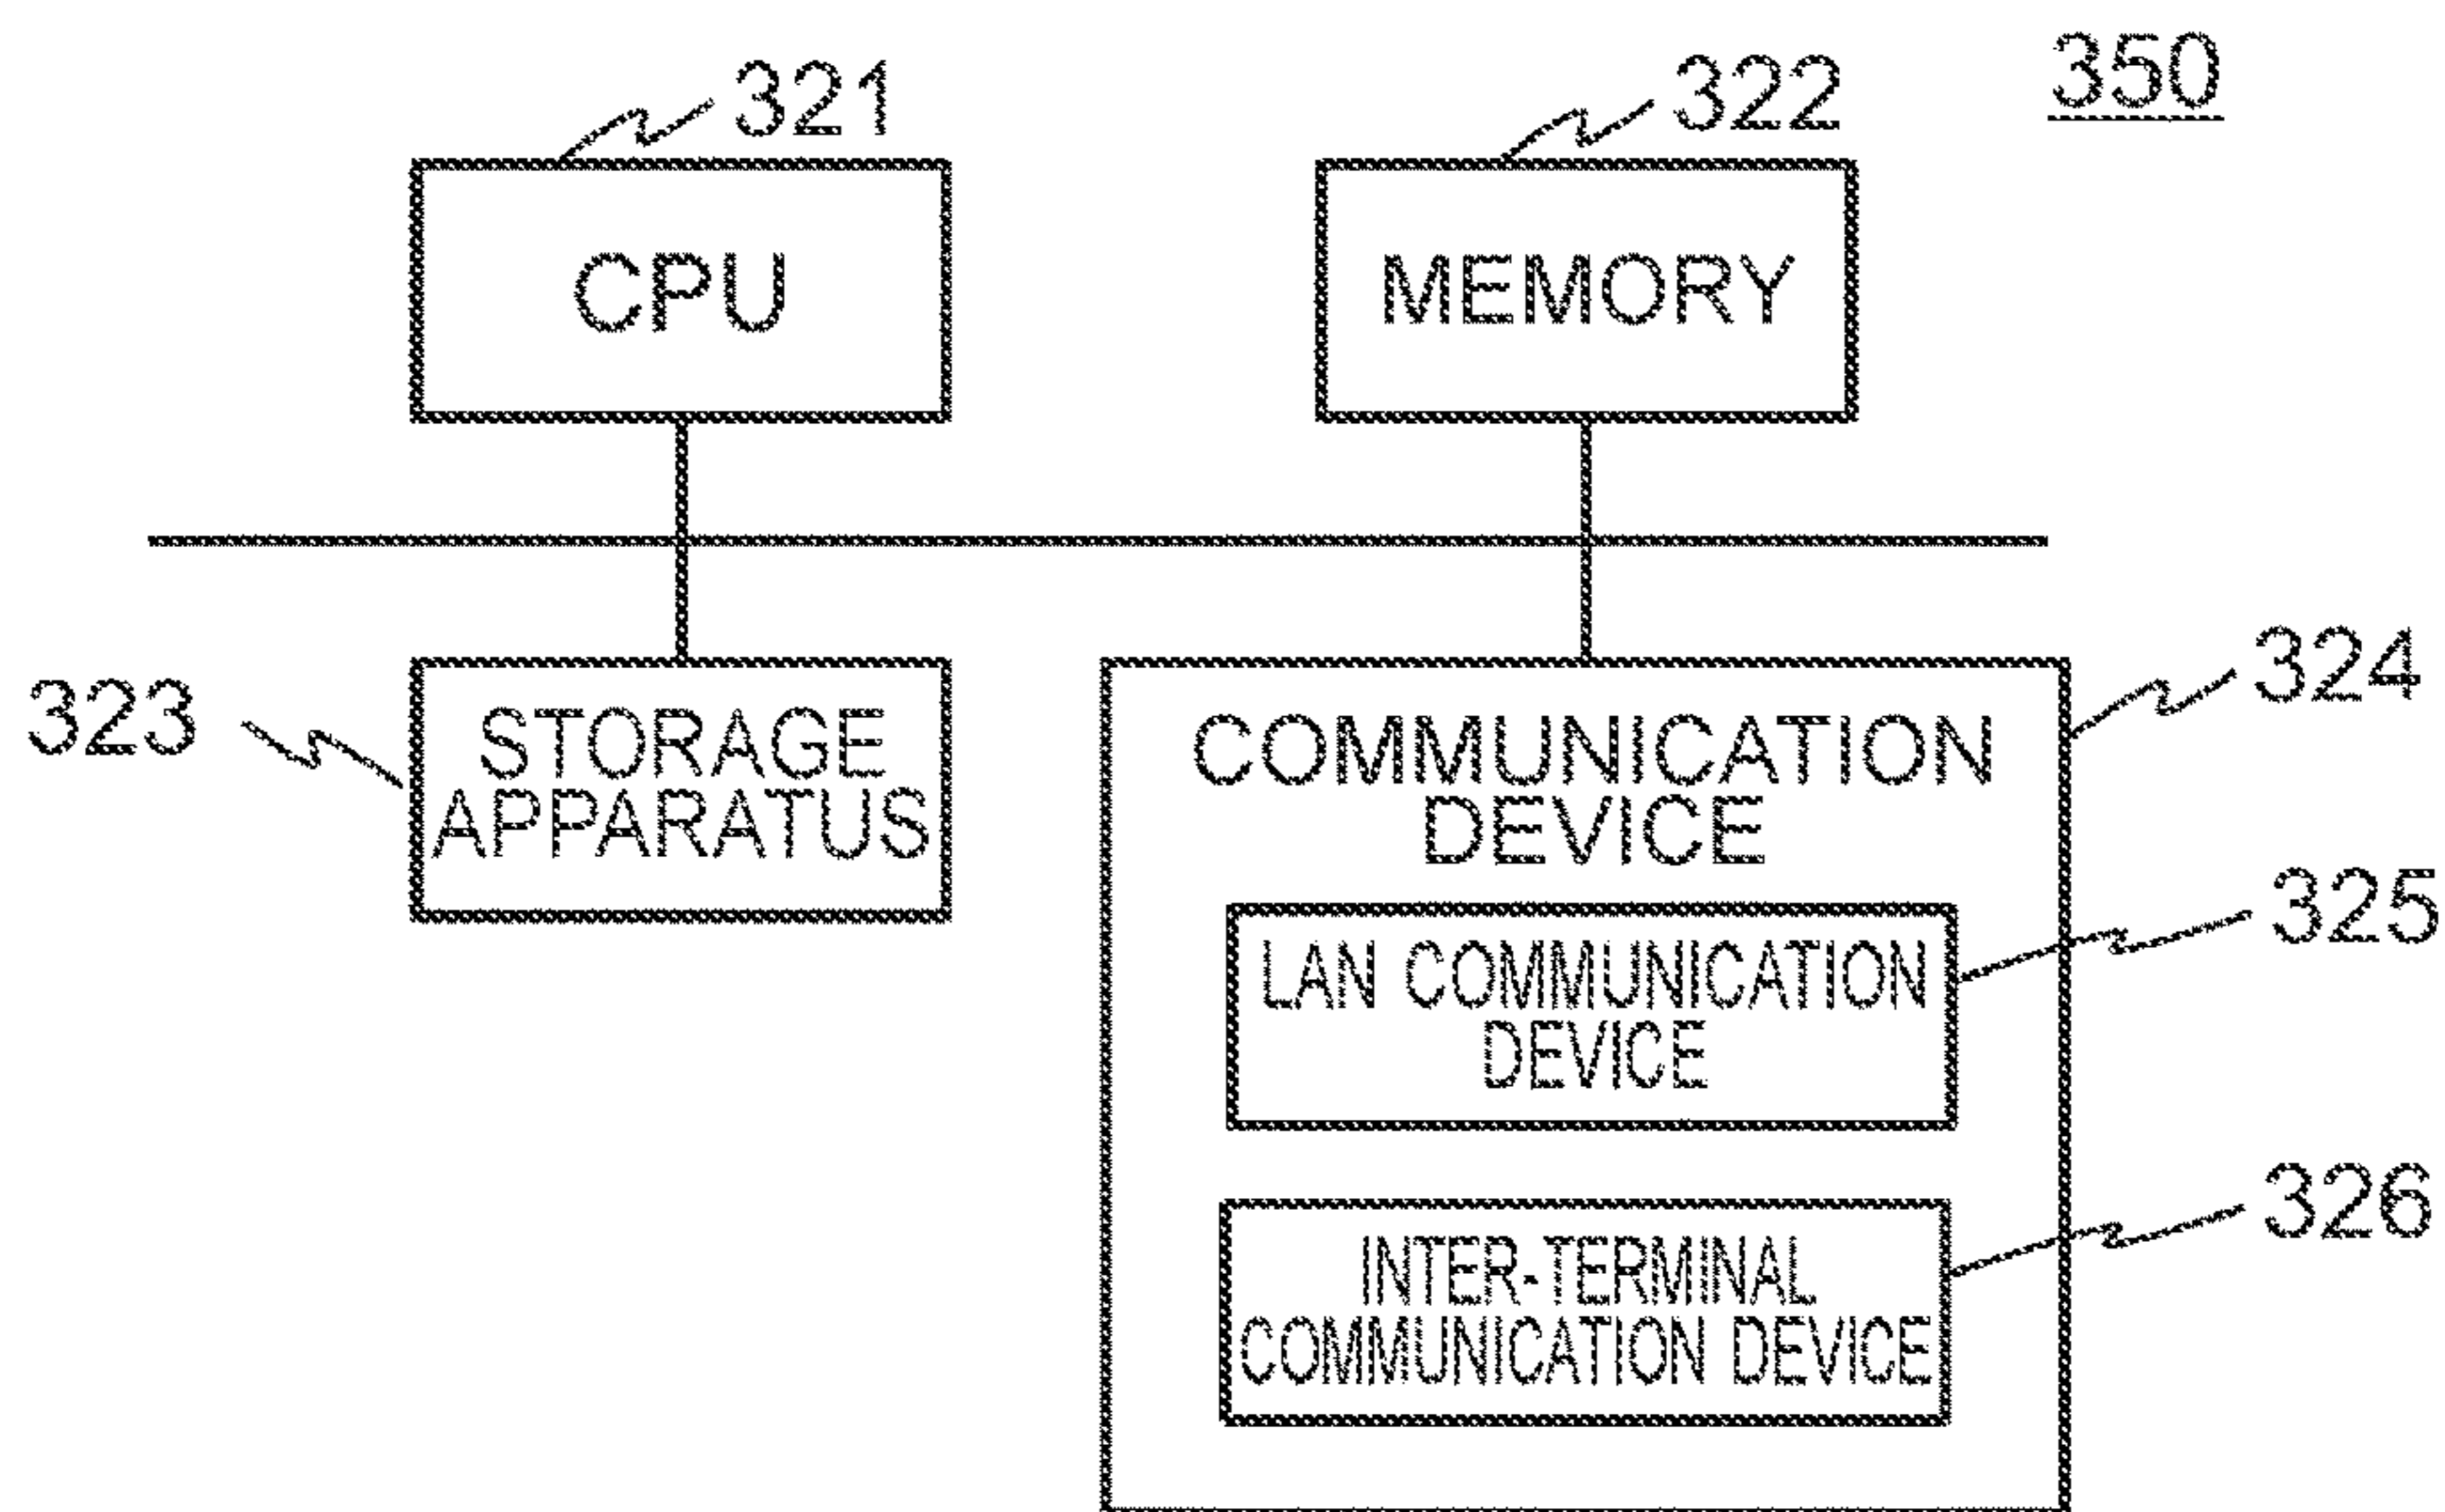 350
321
322
CPU
MEMORY
323
STORAGE
APPARATUS
324
COMMUNICATION
DEVICE
325
LAN COMMUNICATION
DEVICE
326
INTER-TERMINAL
COMMUNICATION DEVICE